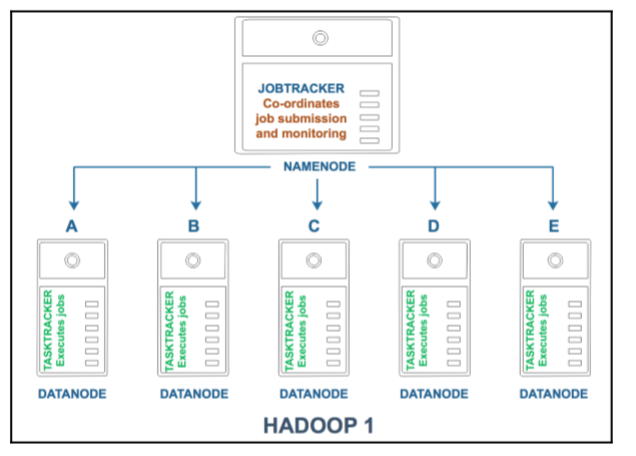 JOBTRACKER
Co-ordinates
job submission
and monitoring
NAMENODE
A B C D E
TASKTRACKER
Executes jobs
TASKTRACKER
Executes jobs
TASKTRACKER
Executes jobs
TASKTRACKER
Executes jobs
TASKTRACKER
Executes jobs
DATANODE DATANODE DATANODE DATANODE DATANODE
HADOOP 1